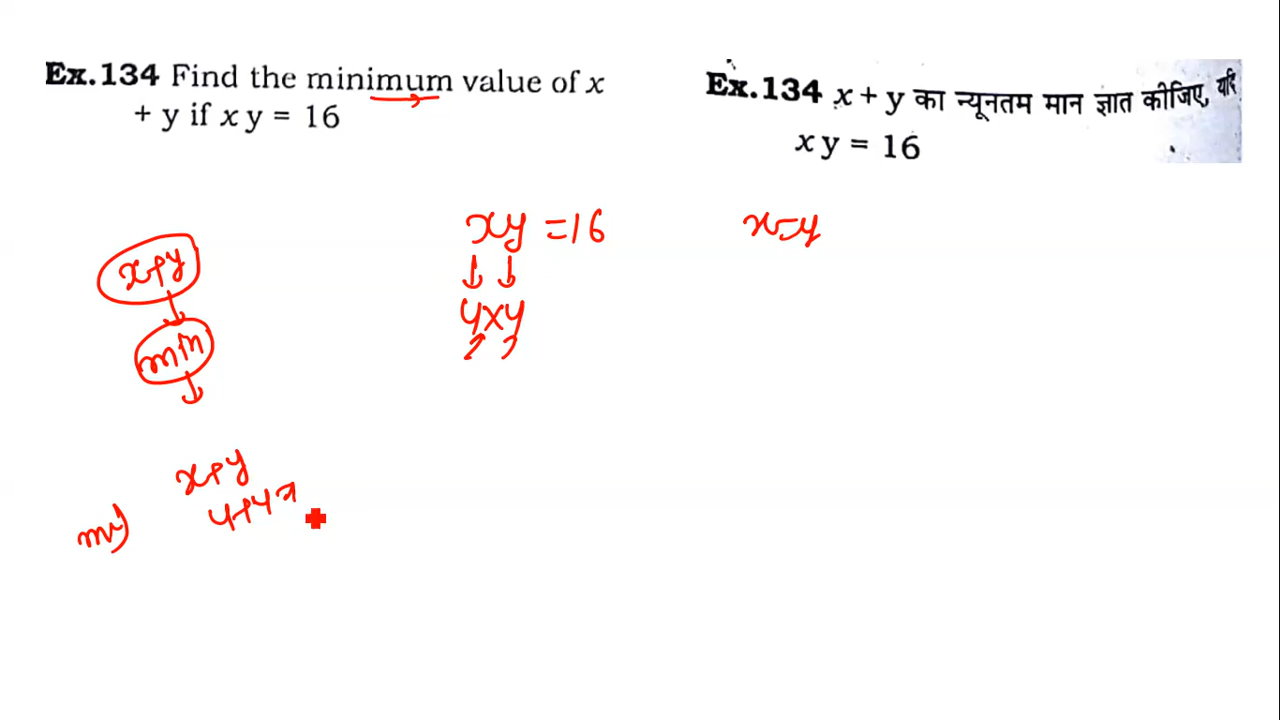 Ex.134 Find the minimum value of x
+ y if x y = 16
Ex.134 x + y का न्यूनतम मान ज्ञात कीजिए, यदि
x y = 16
xy = 16
x=y
x+y
4x4
min
x+y
4+4=